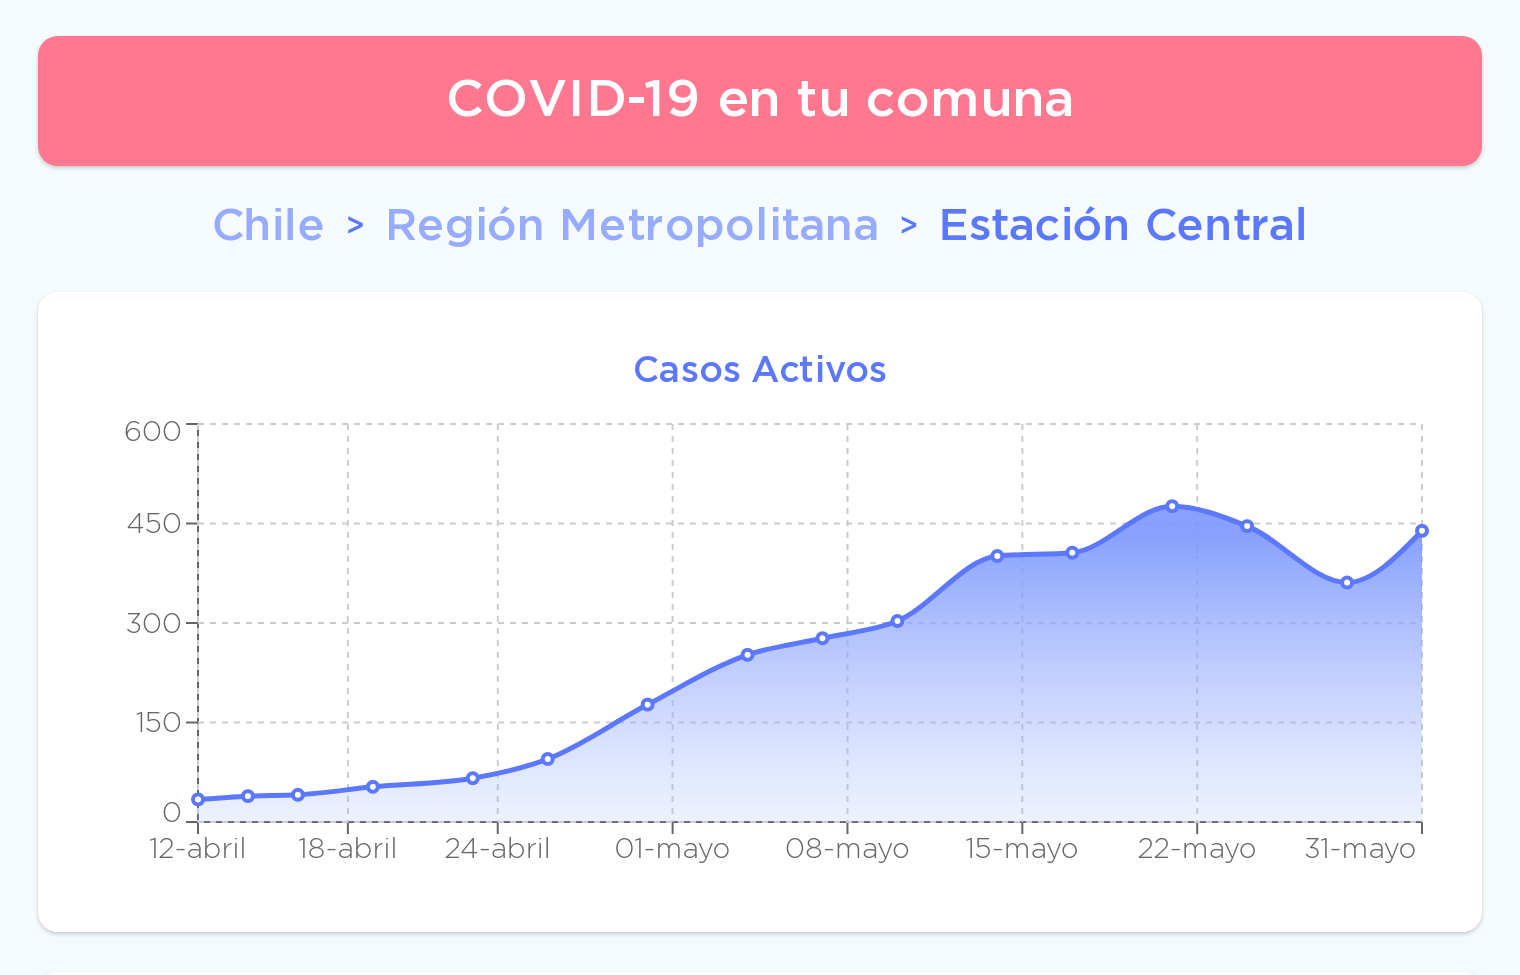 COVID-19 en tu comuna
Chile > Región Metropolitana > Estación Central
Casos Activos
600
450
300
150
0
12-abril 18-abril 24-abril 01-mayo 08-mayo 15-mayo 22-mayo 31-mayo